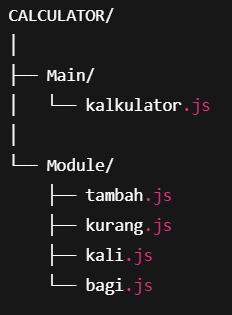 CALCULATOR/
│
├── Main/
│   └── kalkulator.js
│
└── Module/
    ├── tambah.js
    ├── kurang.js
    ├── kali.js
    └── bagi.js